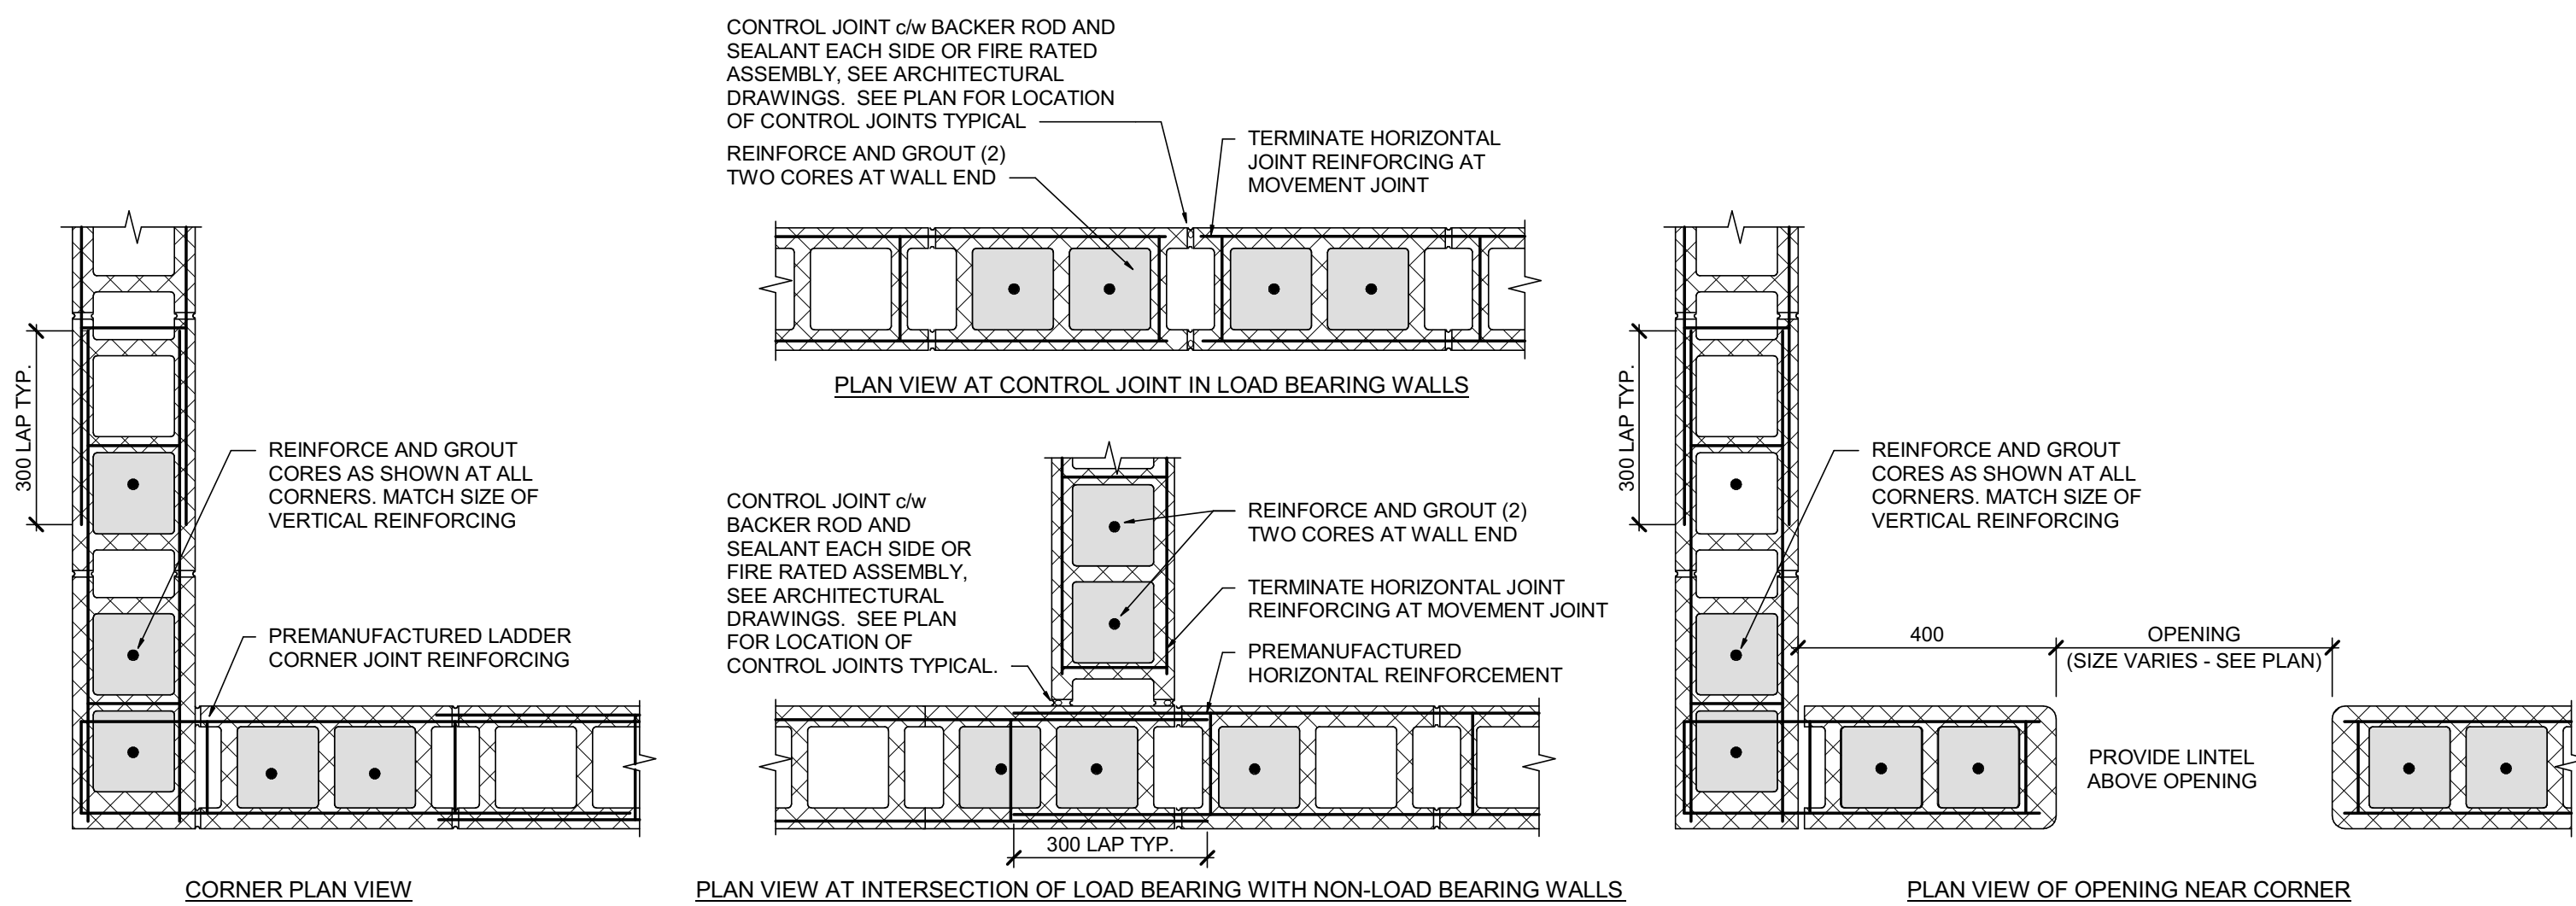 CONTROL JOINT c/w BACKER ROD AND
SEALANT EACH SIDE OR FIRE RATED
ASSEMBLY, SEE ARCHITECTURAL
DRAWINGS. SEE PLAN FOR LOCATION
OF CONTROL JOINTS TYPICAL
REINFORCE AND GROUT (2)
TWO CORES AT WALL END
TERMINATE HORIZONTAL
JOINT REINFORCING AT
MOVEMENT JOINT
PLAN VIEW AT CONTROL JOINT IN LOAD BEARING WALLS
300 LAP TYP.
REINFORCE AND GROUT
CORES AS SHOWN AT ALL
CORNERS. MATCH SIZE OF
VERTICAL REINFORCING
PREMANUFACTURED LADDER
CORNER JOINT REINFORCING
CORNER PLAN VIEW
CONTROL JOINT c/w
BACKER ROD AND
SEALANT EACH SIDE OR
FIRE RATED ASSEMBLY,
SEE ARCHITECTURAL
DRAWINGS. SEE PLAN
FOR LOCATION OF
CONTROL JOINTS TYPICAL.
REINFORCE AND GROUT (2)
TWO CORES AT WALL END
TERMINATE HORIZONTAL JOINT
REINFORCING AT MOVEMENT JOINT
PREMANUFACTURED
HORIZONTAL REINFORCEMENT
300 LAP TYP.
PLAN VIEW AT INTERSECTION OF LOAD BEARING WITH NON-LOAD BEARING WALLS
300 LAP TYP.
REINFORCE AND GROUT
CORES AS SHOWN AT ALL
CORNERS. MATCH SIZE OF
VERTICAL REINFORCING
400
OPENING
(SIZE VARIES - SEE PLAN)
PROVIDE LINTEL
ABOVE OPENING
PLAN VIEW OF OPENING NEAR CORNER